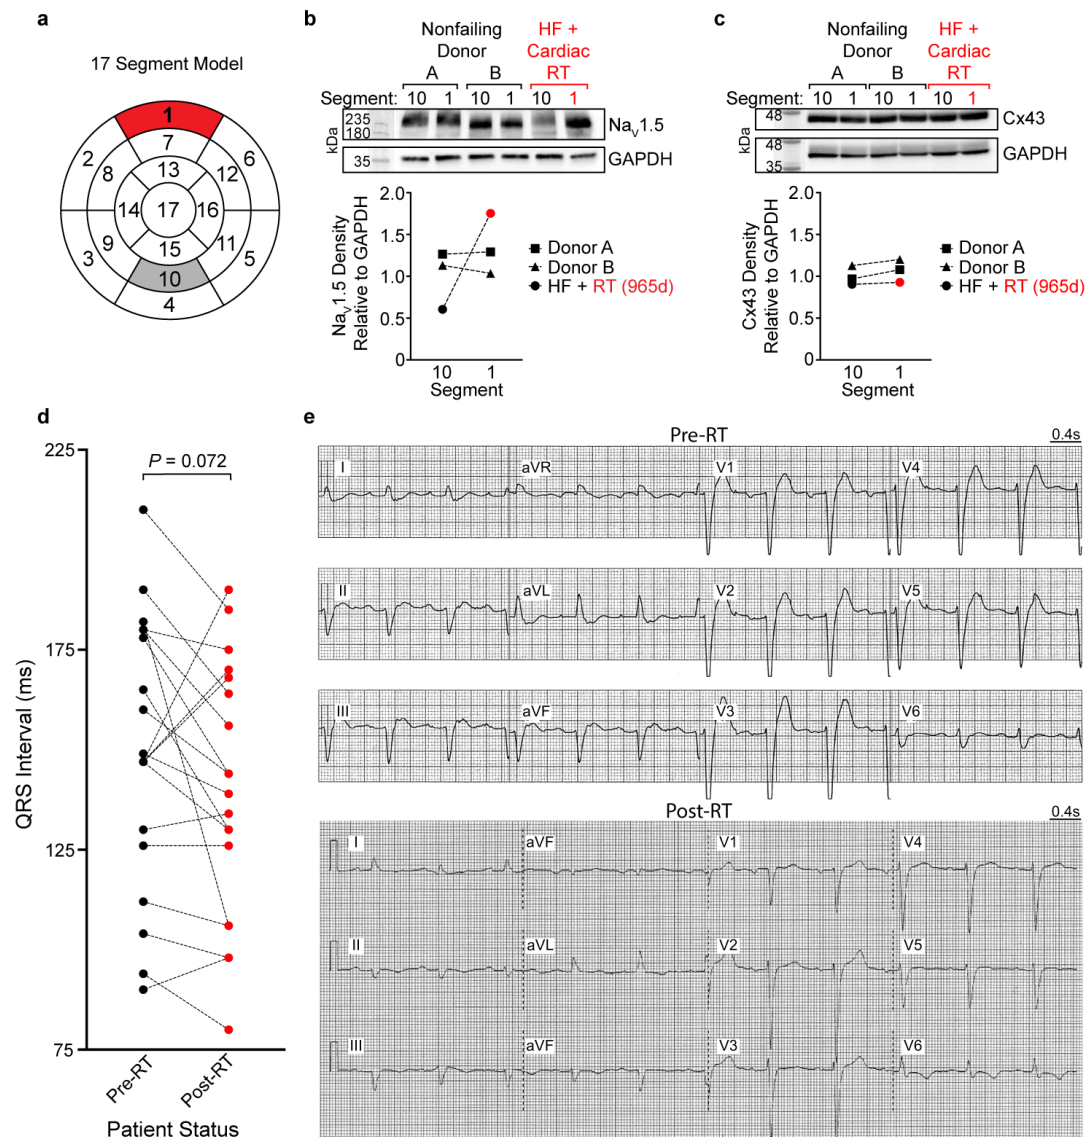 a
17 Segment Model
1
7
2
6
8
13
12
14
17
16
9
15
11
3
10
5
4
b
Nonfailing
Donor
HF +
Cardiac
RT
A
B
Segment:
10
1
10
1
10
1
kDa
235
180
Na_V1.5
35
GAPDH
Na_V1.5 Density
Relative to GAPDH
2.0
1.5
1.0
0.5
0
10
1
Segment
Donor A
Donor B
HF + RT (965d)
c
Nonfailing
Donor
HF +
Cardiac
RT
A
B
Segment:
10
1
10
1
10
1
kDa
48
Cx43
48
35
GAPDH
Cx43 Density
Relative to GAPDH
2.0
1.5
1.0
0.5
0
10
1
Segment
Donor A
Donor B
HF + RT (965d)
d
225
175
125
75
P = 0.072
QRS Interval (ms)
Pre-RT
Post-RT
Patient Status
e
Pre-RT
0.4s
I
aVR
V1
V4
II
aVL
V2
V5
III
aVF
V3
V6
Post-RT
0.4s
I
aVF
V1
V4
II
aVL
V2
V5
III
aVF
V3
V6